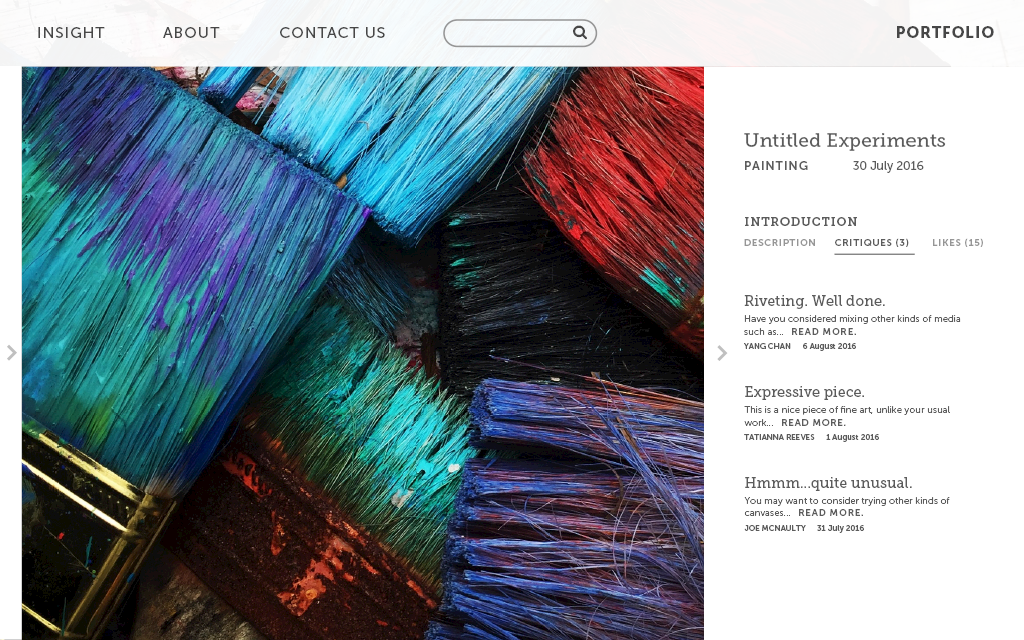 INSIGHT ABOUT CONTACT US PORTFOLIO
Untitled Experiments
PAINTING 30 July 2016
INTRODUCTION
DESCRIPTION CRITIQUES (3) LIKES (15)
Riveting. Well done.
Have you considered mixing other kinds of media
such as... READ MORE.
YANG CHAN 6 August 2016
Expressive piece.
This is a nice piece of fine art, unlike your usual
work... READ MORE.
TATIANNA REEVES 1 August 2016
Hmmm...quite unusual.
You may want to consider trying other kinds of
canvases... READ MORE.
JOE MCNAULTY 31 July 2016